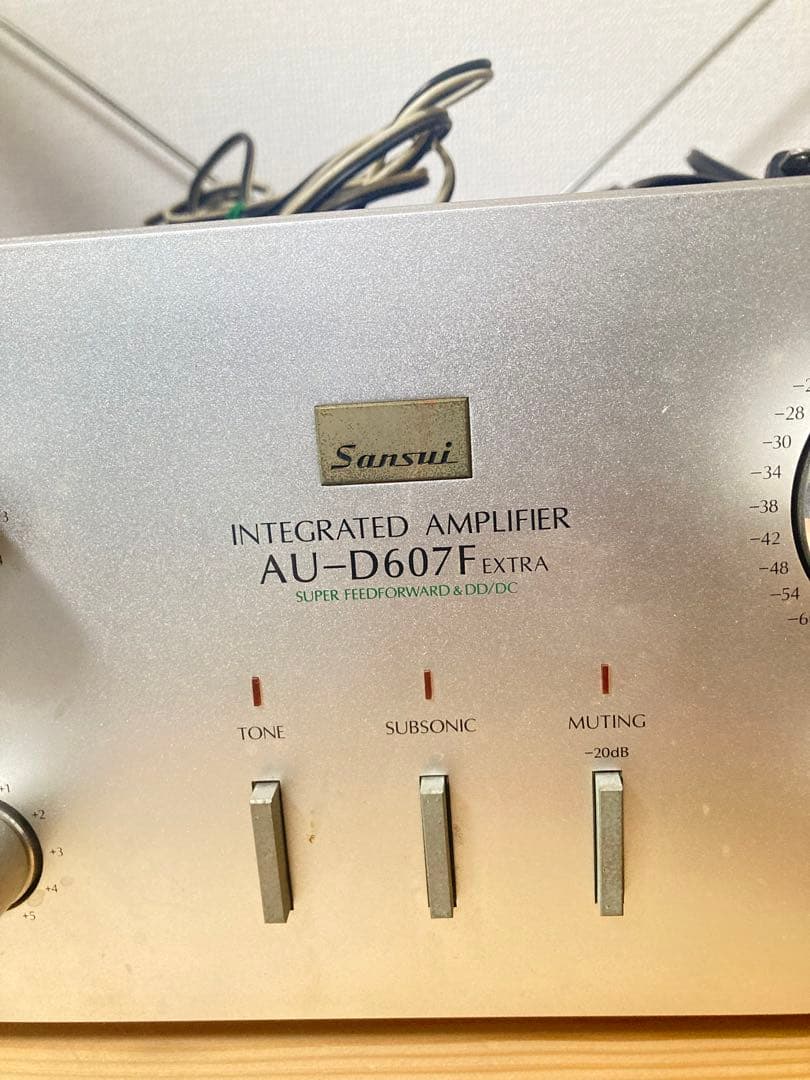 Sansui
INTEGRATED AMPLIFIER
AU-D607F EXTRA
SUPER FEEDFORWARD & DD/DC
-28
-30
-34
-38
-42
-48
-54
3
TONE
SUBSONIC
MUTING
-20dB
+1
+2
+3
+4
+5